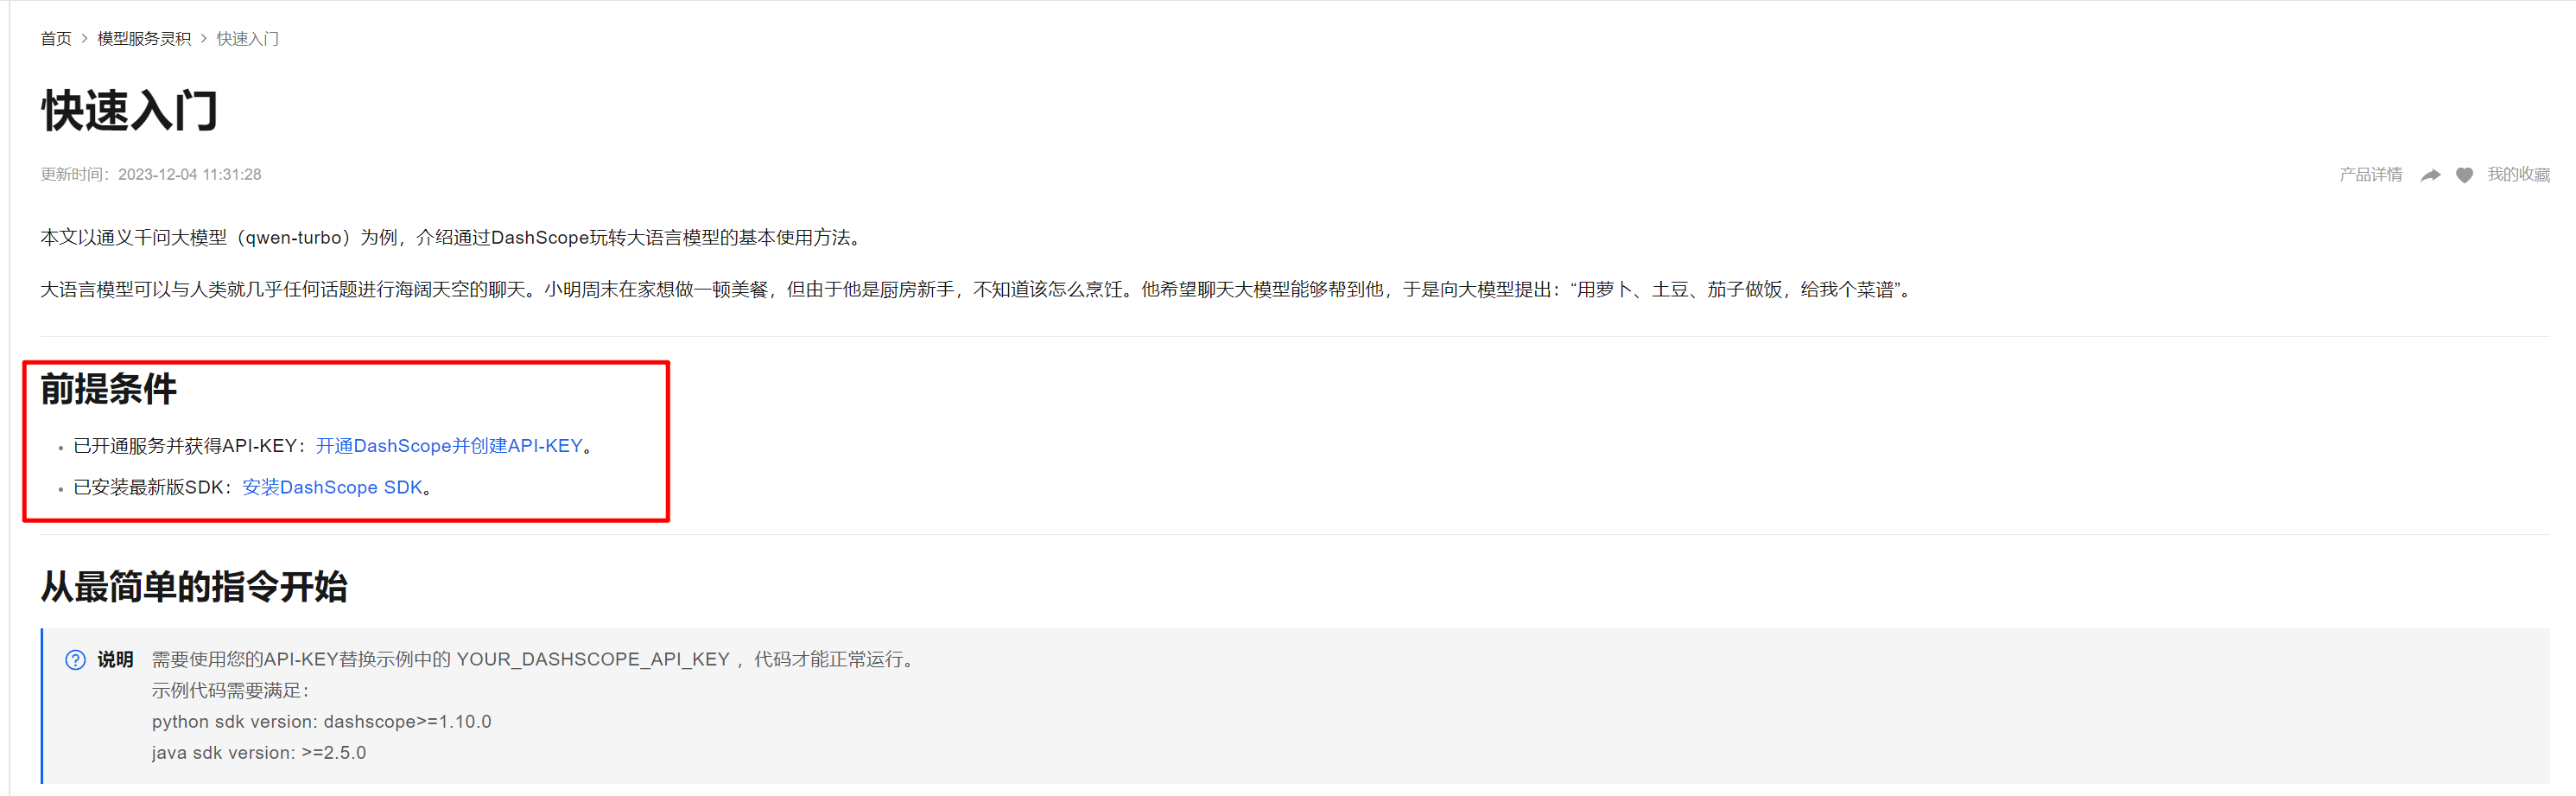 首页 > 模型服务灵积 > 快速入门
快速入门
更新时间：2023-12-04 11:31:28
产品详情 我的收藏
本文以通义千问大模型（qwen-turbo）为例，介绍通过DashScope玩转大语言模型的基本使用方法。
大语言模型可以与人类就几乎任何话题进行海阔天空的聊天。小明周末在家想做一顿美餐，但由于他是厨房新手，不知道该怎么烹饪。他希望聊天大模型能够帮到他，于是向大模型提出：“用萝卜、土豆、茄子做饭，给我个菜谱”。
前提条件
• 已开通服务并获得API-KEY：开通DashScope并创建API-KEY。
• 已安装最新版SDK：安装DashScope SDK。
从最简单的指令开始
说明 需要使用您的API-KEY替换示例中的 YOUR_DASHSCOPE_API_KEY ，代码才能正常运行。
示例代码需要满足：
python sdk version: dashscope>=1.10.0
java sdk version: >=2.5.0